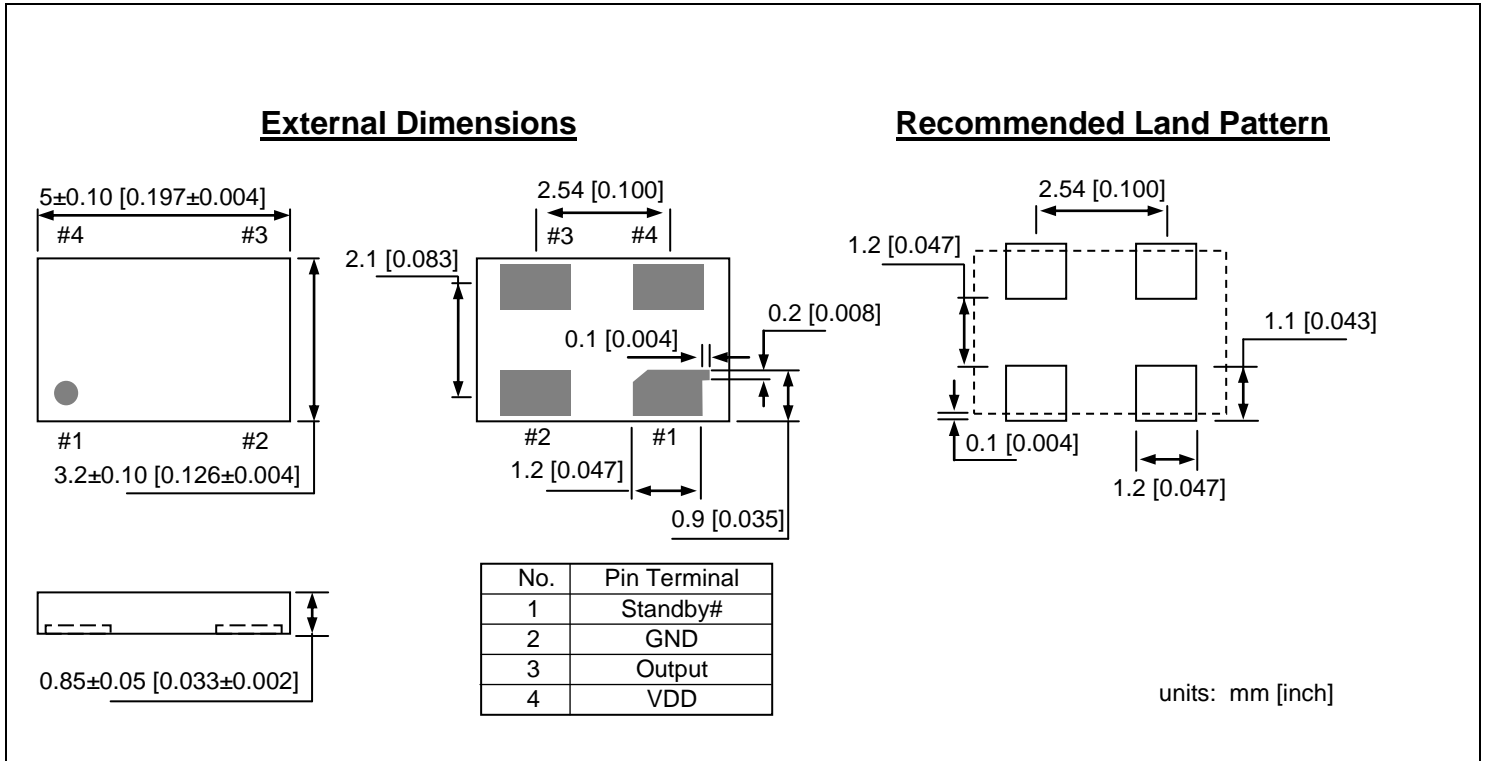 External Dimensions
Recommended Land Pattern
5±0.10 [0.197±0.004]
#4 #3
#1 #2
3.2±0.10 [0.126±0.004]
2.54 [0.100]
#3 #4
2.1 [0.083]
0.1 [0.004]
0.2 [0.008]
#2 #1
1.2 [0.047]
0.9 [0.035]
2.54 [0.100]
1.2 [0.047]
1.1 [0.043]
0.1 [0.004]
1.2 [0.047]
0.85±0.05 [0.033±0.002]
No. Pin Terminal
1 Standby#
2 GND
3 Output
4 VDD
units: mm [inch]